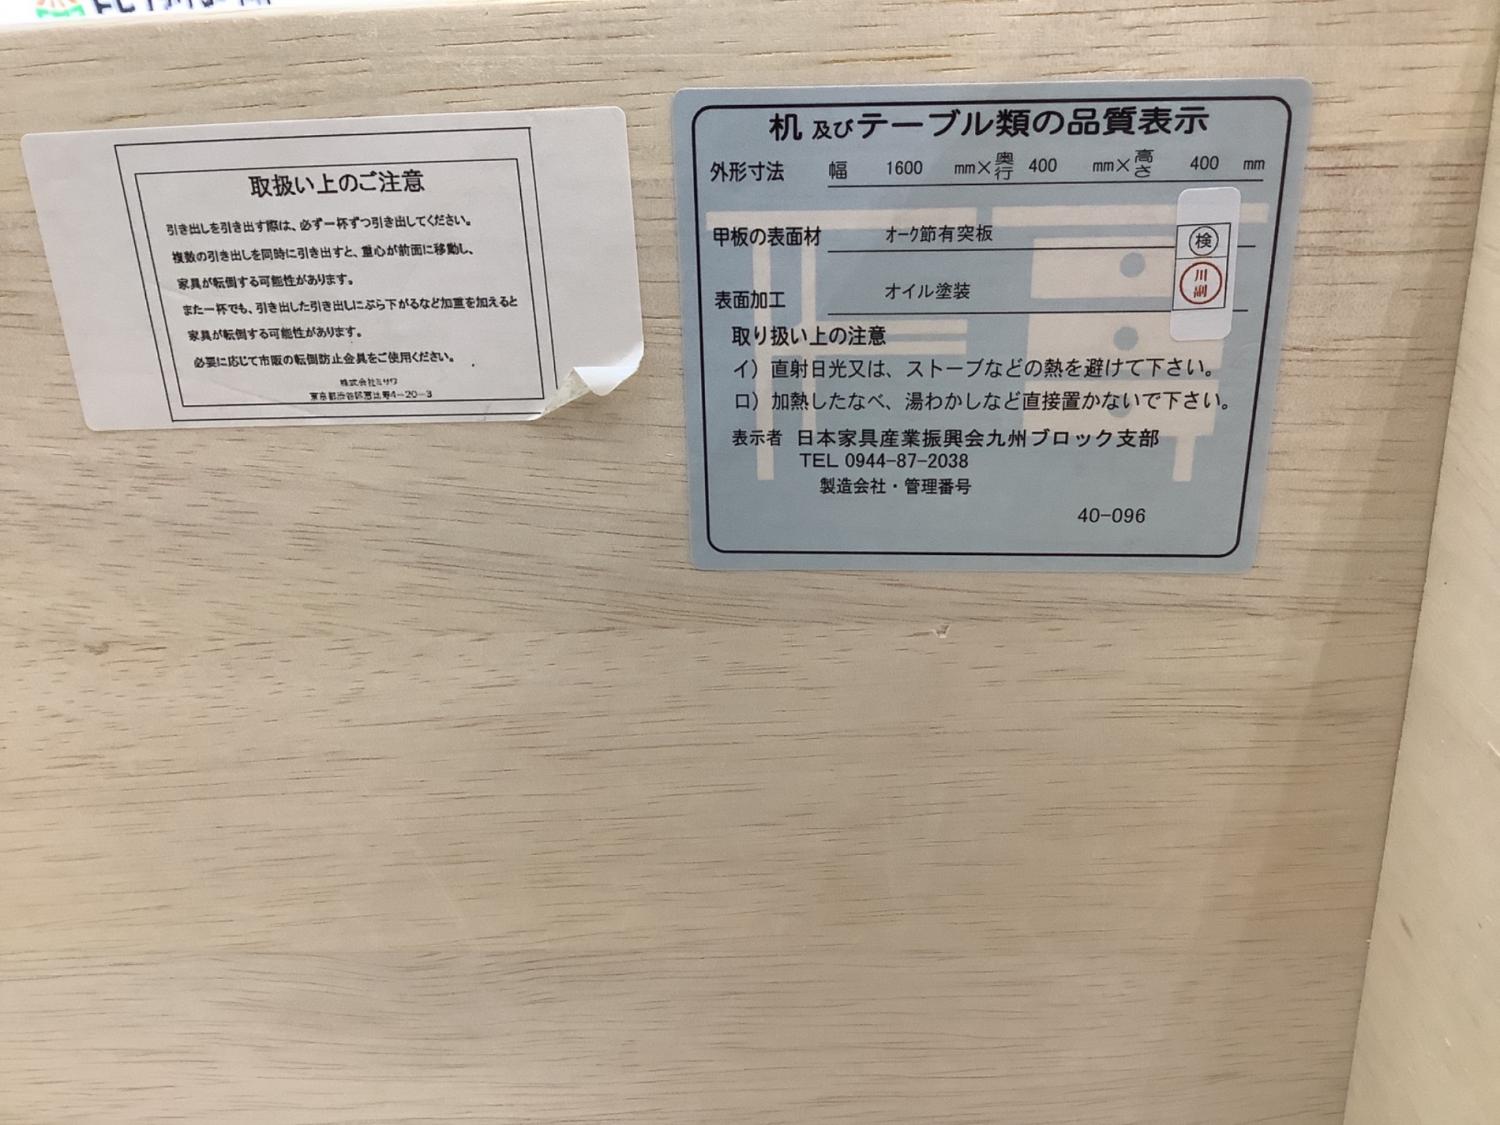 取扱い上のご注意
引き出しを引き出す際は、必ず一杯ずつ引き出してください。
複数の引き出しを同時に引き出すと、重心が前面に移動し、
家具が転倒する可能性があります。
また一杯でも、引き出した引き出しにぶら下がるなど加重を加えると
家具が転倒する可能性があります。
必要に応じて市販の転倒防止金具をご使用ください。
株式会社ミサワ
東京都渋谷区恵比寿4-20-3
机及びテーブル類の品質表示
外形寸法 幅 1600 mm×奥行 400 mm×高さ 400 mm
甲板の表面材 オーク節有突板
表面加工 オイル塗装
検
川副
取り扱い上の注意
イ）直射日光又は、ストーブなどの熱を避けて下さい。
ロ）加熱したなべ、湯わかしなど直接置かないで下さい。
表示者 日本家具産業振興会九州ブロック支部
TEL 0944-87-2038
製造会社・管理番号
40-096